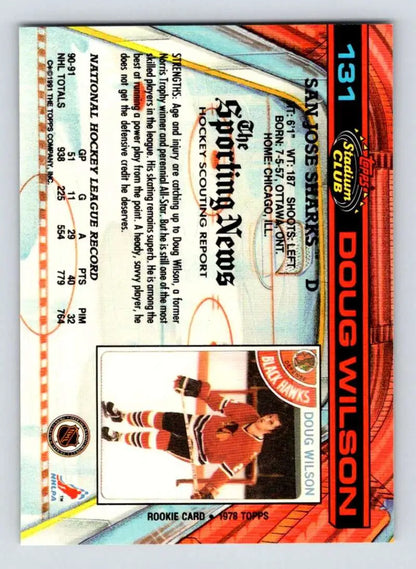 131
Topps
Stadium
CLUB
DOUG WILSON
SAN JOSE SHARKS D
HT: 6'1" WT: 187 SHOOTS: LEFT
BORN: 7-5-57, OTTAWA, ONT.
HOME: CHICAGO, ILL.
The
Sporting News
HOCKEY SCOUTING REPORT
STRENGTHS: Age and injury are catching up to Doug Wilson, a former
Norris Trophy winner and perennial All-Star. But he is still one of the most
skilled players in the league. His skating remains superb. He is among the
best at running a power play from the point. A heady, savvy player, he
does not get the defensive credit he deserves.
NATIONAL HOCKEY LEAGUE RECORD
GP G A PTS PIM
90-91 51 11 29 40 32
NHL TOTALS 938 225 554 779 764
©1991 THE TOPPS COMPANY, INC.
CHICAGO
BLACK HAWKS
DOUG WILSON
NHL
NHLPA
TM
ROOKIE CARD • 1978 TOPPS